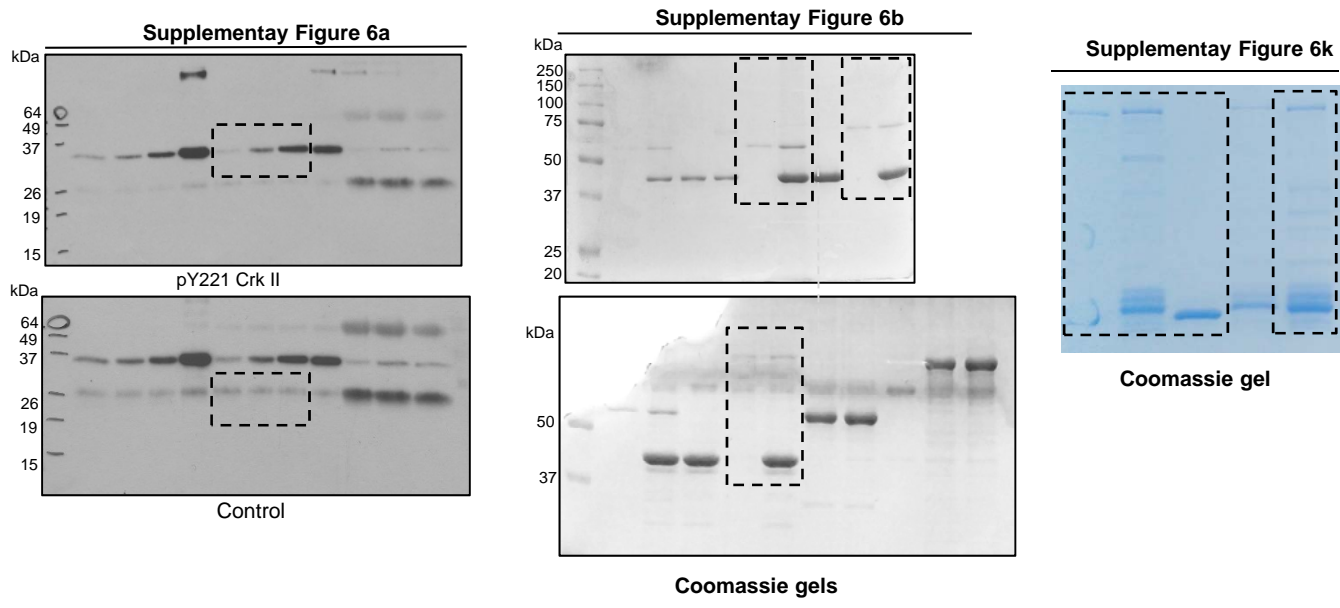 Supplementay Figure 6a
kDa
64
49
37
26
19
15
pY221 Crk II
kDa
64
49
37
26
19
15
Control
Supplementay Figure 6b
kDa
250
150
100
75
50
37
25
20
kDa
50
37
Coomassie gels
Supplementay Figure 6k
Coomassie gel